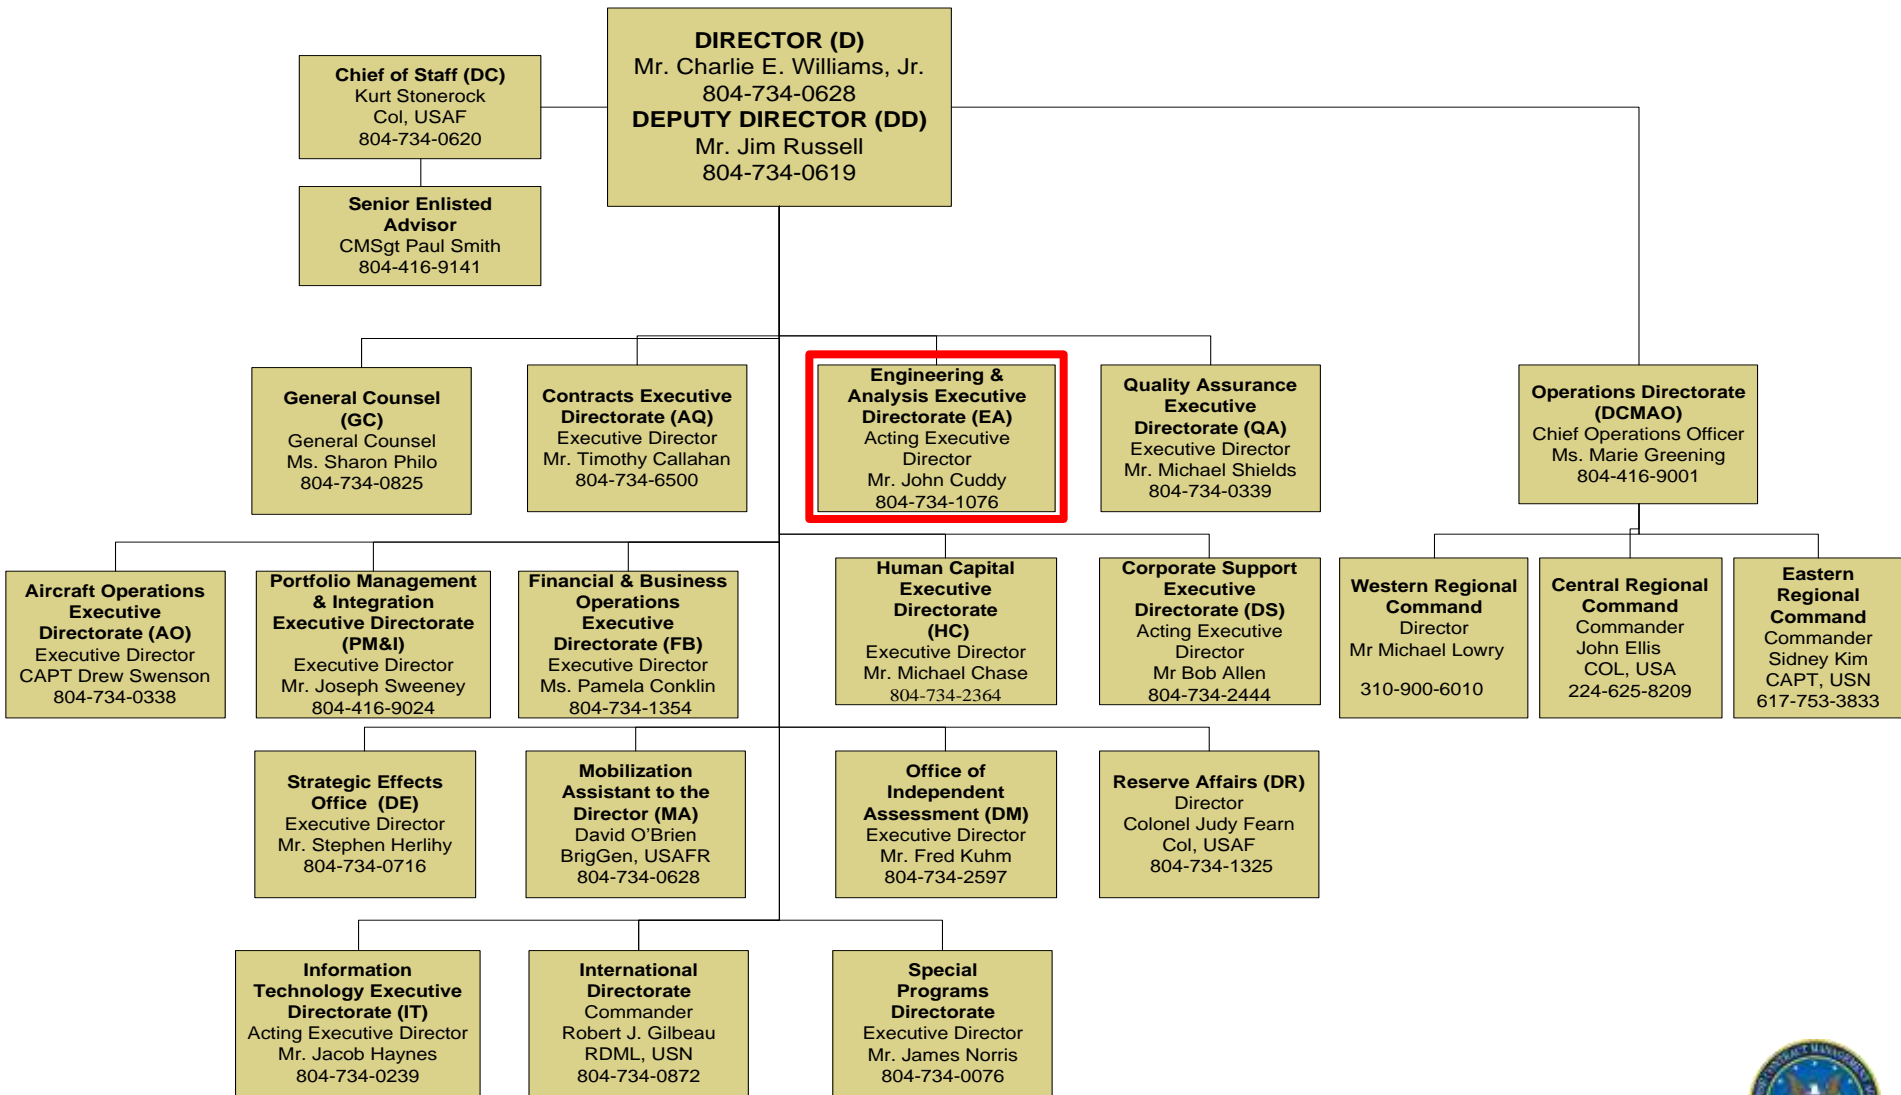 DIRECTOR (D)
Mr. Charlie E. Williams, Jr.
804-734-0628
DEPUTY DIRECTOR (DD)
Mr. Jim Russell
804-734-0619
Chief of Staff (DC)
Kurt Stonerock
Col, USAF
804-734-0620
Senior Enlisted
Advisor
CMSgt Paul Smith
804-416-9141
General Counsel
(GC)
General Counsel
Ms. Sharon Philo
804-734-0825
Contracts Executive
Directorate (AQ)
Executive Director
Mr. Timothy Callahan
804-734-6500
Engineering &
Analysis Executive
Directorate (EA)
Acting Executive
Director
Mr. John Cuddy
804-734-1076
Quality Assurance
Executive
Directorate (QA)
Executive Director
Mr. Michael Shields
804-734-0339
Operations Directorate
(DCMAO)
Chief Operations Officer
Ms. Marie Greening
804-416-9001
Aircraft Operations
Executive
Directorate (AO)
Executive Director
CAPT Drew Swenson
804-734-0338
Portfolio Management
& Integration
Executive Directorate
(PM&I)
Executive Director
Mr. Joseph Sweeney
804-416-9024
Financial & Business
Operations
Executive
Directorate (FB)
Executive Director
Ms. Pamela Conklin
804-734-1354
Human Capital
Executive
Directorate
(HC)
Executive Director
Mr. Michael Chase
804-734-2364
Corporate Support
Executive
Directorate (DS)
Acting Executive
Director
Mr Bob Allen
804-734-2444
Western Regional
Command
Director
Mr Michael Lowry
310-900-6010
Central Regional
Command
Commander
John Ellis
COL, USA
224-625-8209
Eastern
Regional
Command
Commander
Sidney Kim
CAPT, USN
617-753-3833
Strategic Effects
Office (DE)
Executive Director
Mr. Stephen Herlihy
804-734-0716
Mobilization
Assistant to the
Director (MA)
David O’Brien
BrigGen, USAFR
804-734-0628
Office of
Independent
Assessment (DM)
Executive Director
Mr. Fred Kuhm
804-734-2597
Reserve Affairs (DR)
Director
Colonel Judy Fearn
Col, USAF
804-734-1325
Information
Technology Executive
Directorate (IT)
Acting Executive Director
Mr. Jacob Haynes
804-734-0239
International
Directorate
Commander
Robert J. Gilbeau
RDML, USN
804-734-0872
Special
Programs
Directorate
Executive Director
Mr. James Norris
804-734-0076